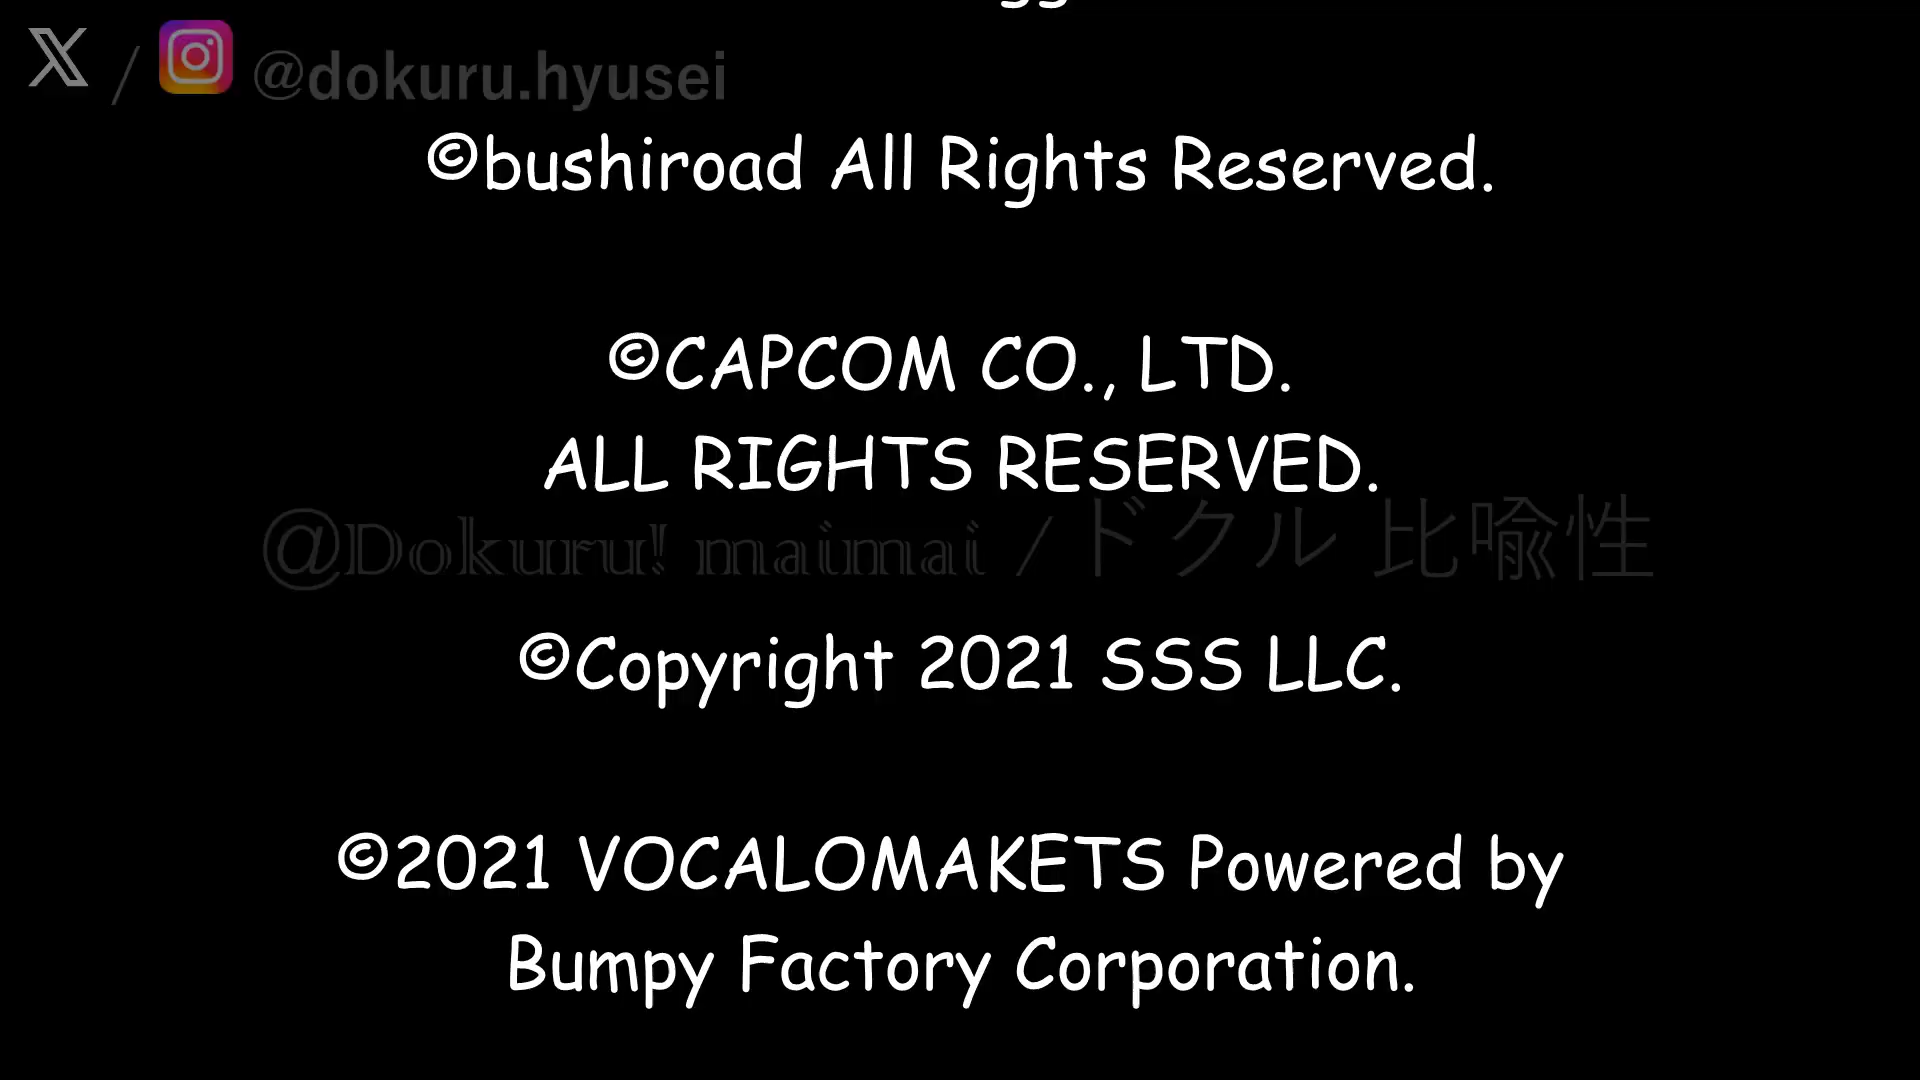 / @dokuru.hyusei
©bushiroad All Rights Reserved.
©CAPCOM CO., LTD.
ALL RIGHTS RESERVED.
@Dokuru! maimai /ドクル 比喩性
©Copyright 2021 SSS LLC.
©2021 VOCALOMAKETS Powered by
Bumpy Factory Corporation.